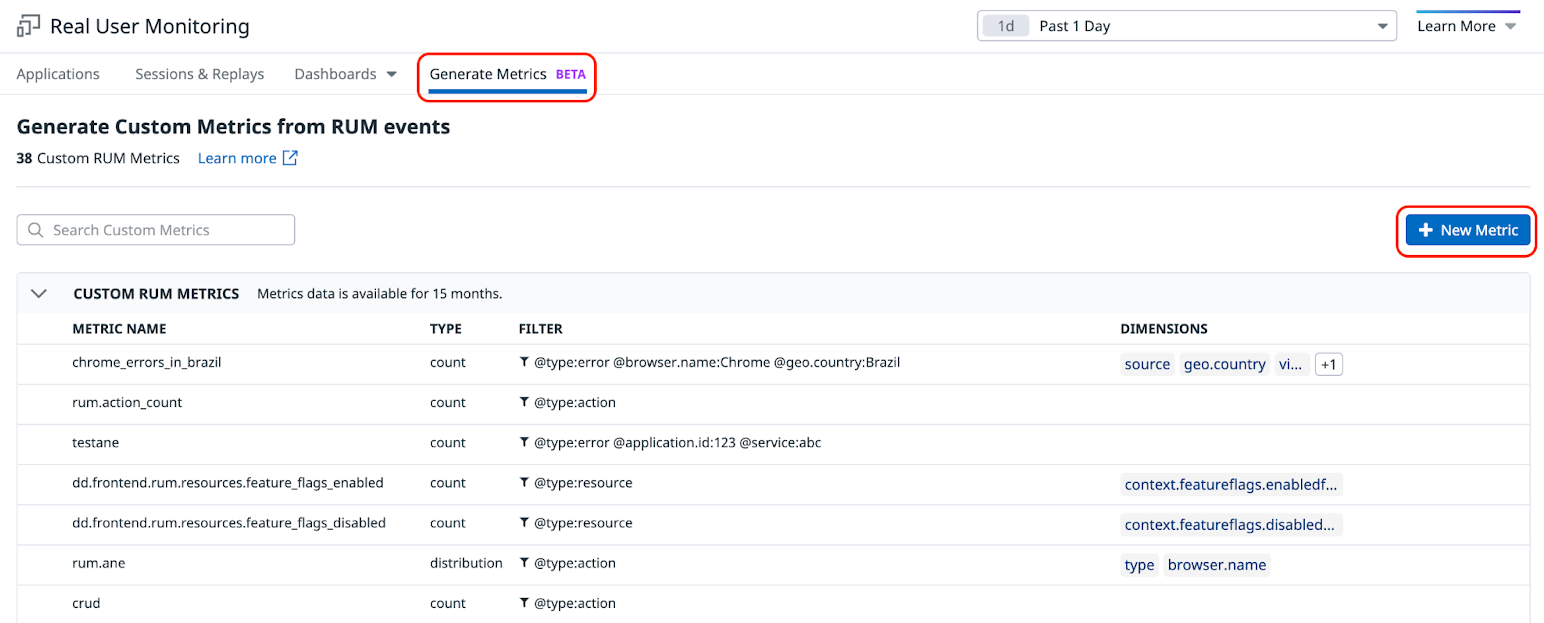 Real User Monitoring
1d Past 1 Day
Learn More
Applications Sessions & Replays Dashboards Generate Metrics BETA
Generate Custom Metrics from RUM events
38 Custom RUM Metrics Learn more
Search Custom Metrics
+ New Metric
CUSTOM RUM METRICS Metrics data is available for 15 months.
METRIC NAME TYPE FILTER DIMENSIONS
chrome_errors_in_brazil count @type:error @browser.name:Chrome @geo.country:Brazil source geo.country vi... +1
rum.action_count count @type:action
testane count @type:error @application.id:123 @service:abc
dd.frontend.rum.resources.feature_flags_enabled count @type:resource context.featureflags.enabledf...
dd.frontend.rum.resources.feature_flags_disabled count @type:resource context.featureflags.disabled...
rum.ane distribution @type:action type browser.name
crud count @type:action